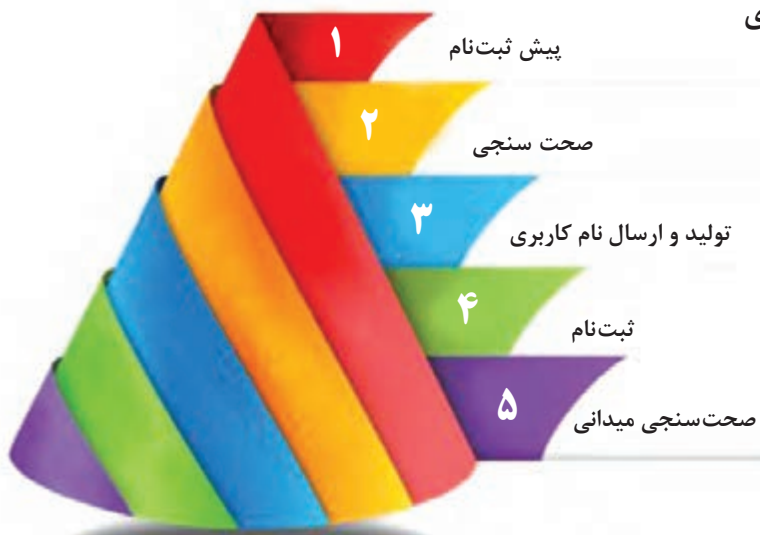 ۱ پیش ثبت‌نام
۲ صحت سنجی
۳ تولید و ارسال نام کاربری
۴ ثبت‌نام
۵ صحت‌سنجی میدانی